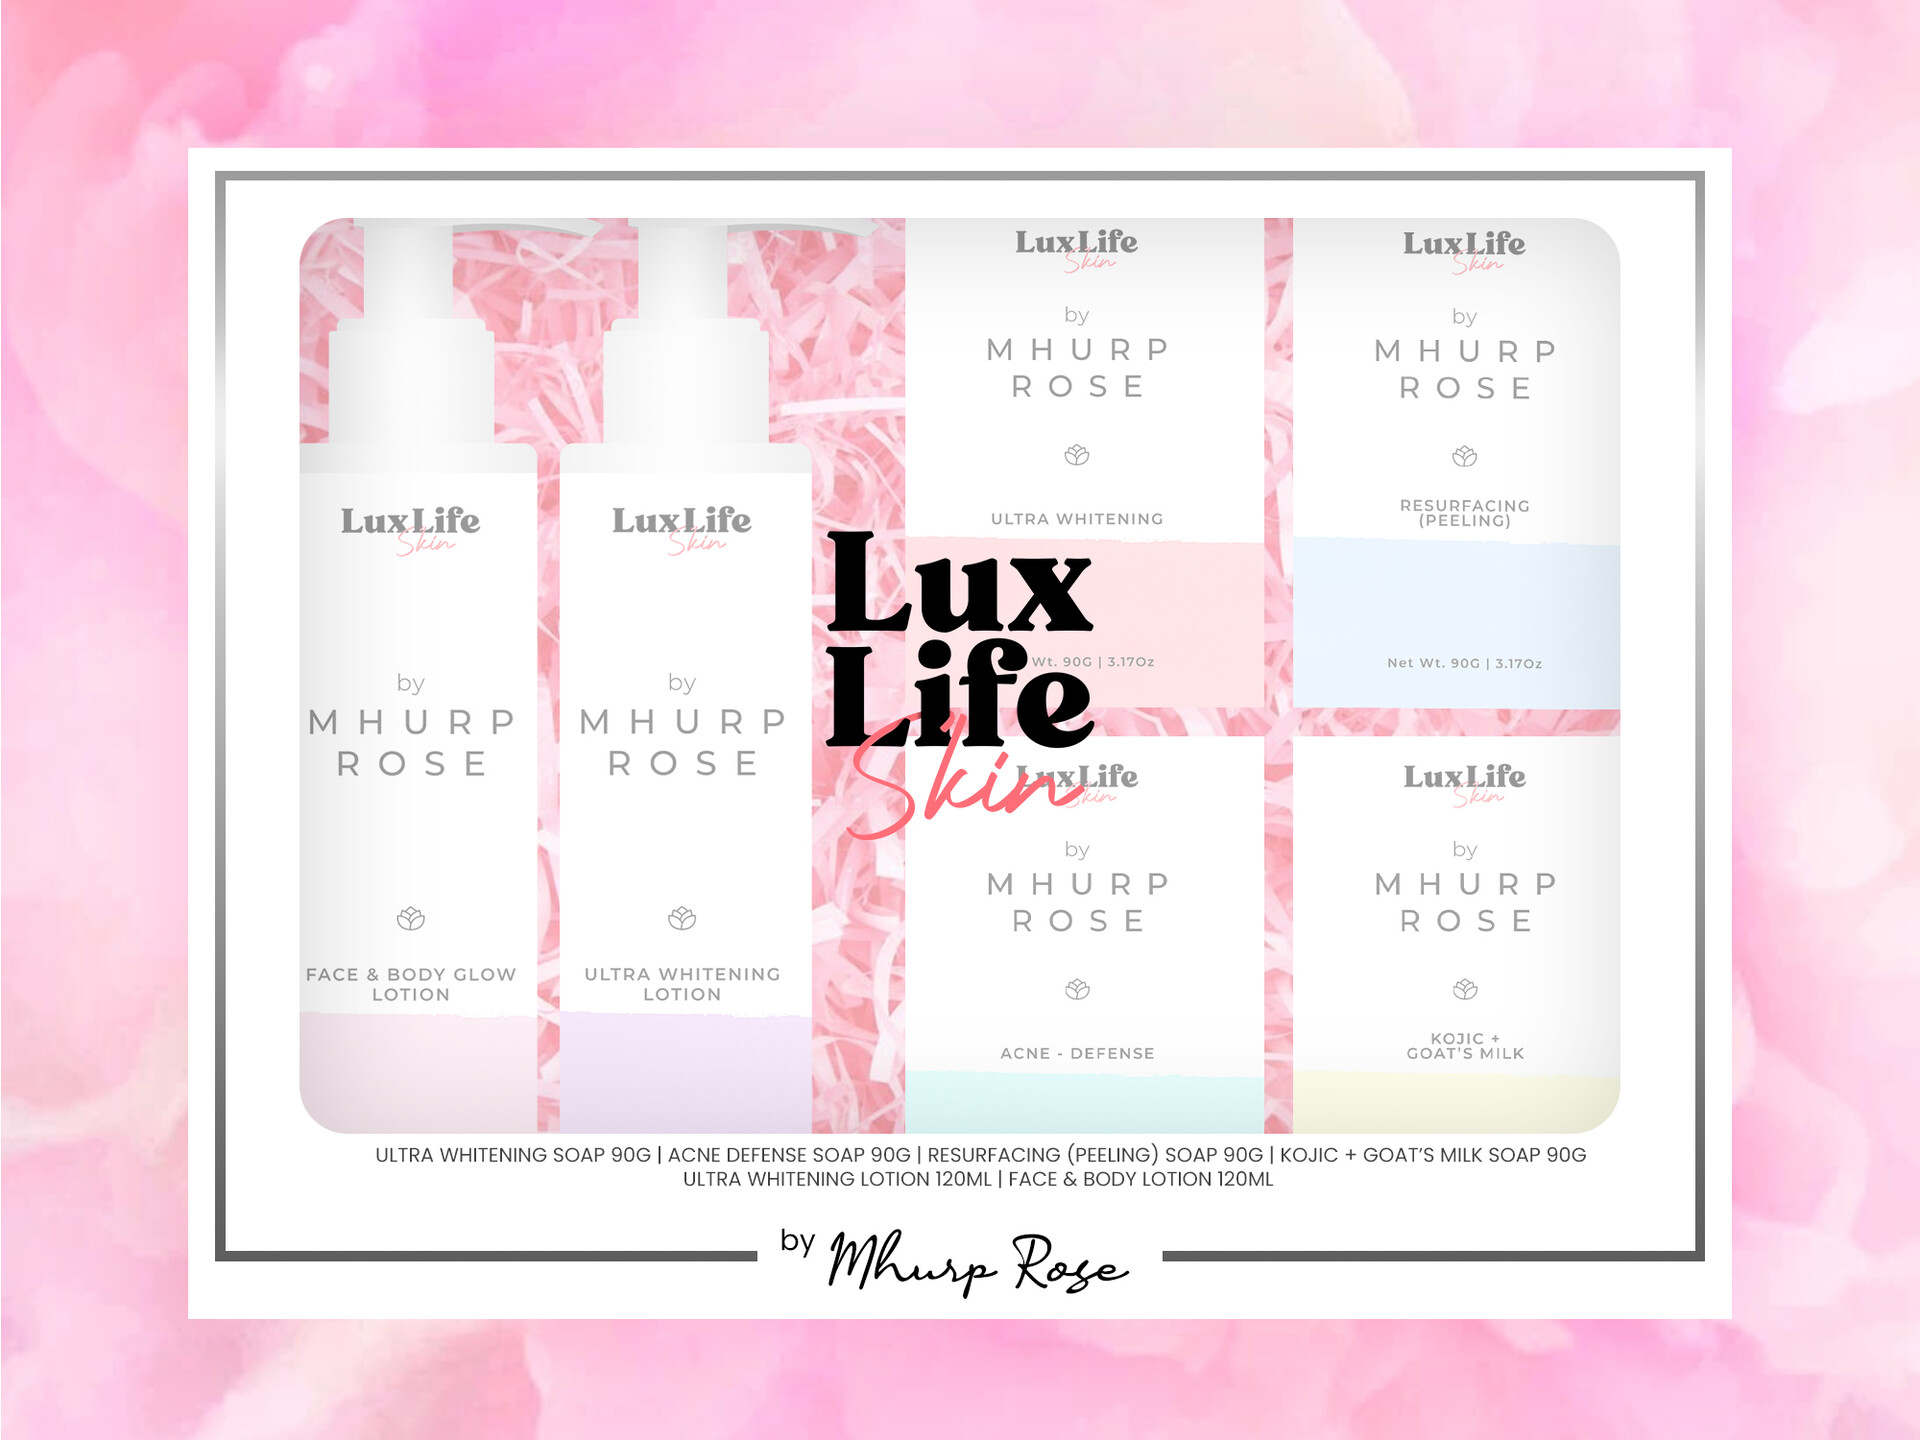 LuxLife
Skin
by
MHURP
ROSE
FACE & BODY GLOW
LOTION
LuxLife
Skin
by
MHURP
ROSE
ULTRA WHITENING
LOTION
LuxLife
Skin
by
MHURP
ROSE
ULTRA WHITENING
Wt. 90G | 3.17Oz
LuxLife
Skin
by
MHURP
ROSE
RESURFACING
(PEELING)
Net Wt. 90G | 3.17Oz
Lux
Life
Skin
LuxLife
Skin
by
MHURP
ROSE
ACNE - DEFENSE
LuxLife
Skin
by
MHURP
ROSE
KOJIC +
GOAT'S MILK
ULTRA WHITENING SOAP 90G | ACNE DEFENSE SOAP 90G | RESURFACING (PEELING) SOAP 90G | KOJIC + GOAT'S MILK SOAP 90G
ULTRA WHITENING LOTION 120ML | FACE & BODY LOTION 120ML
by Mhurp Rose